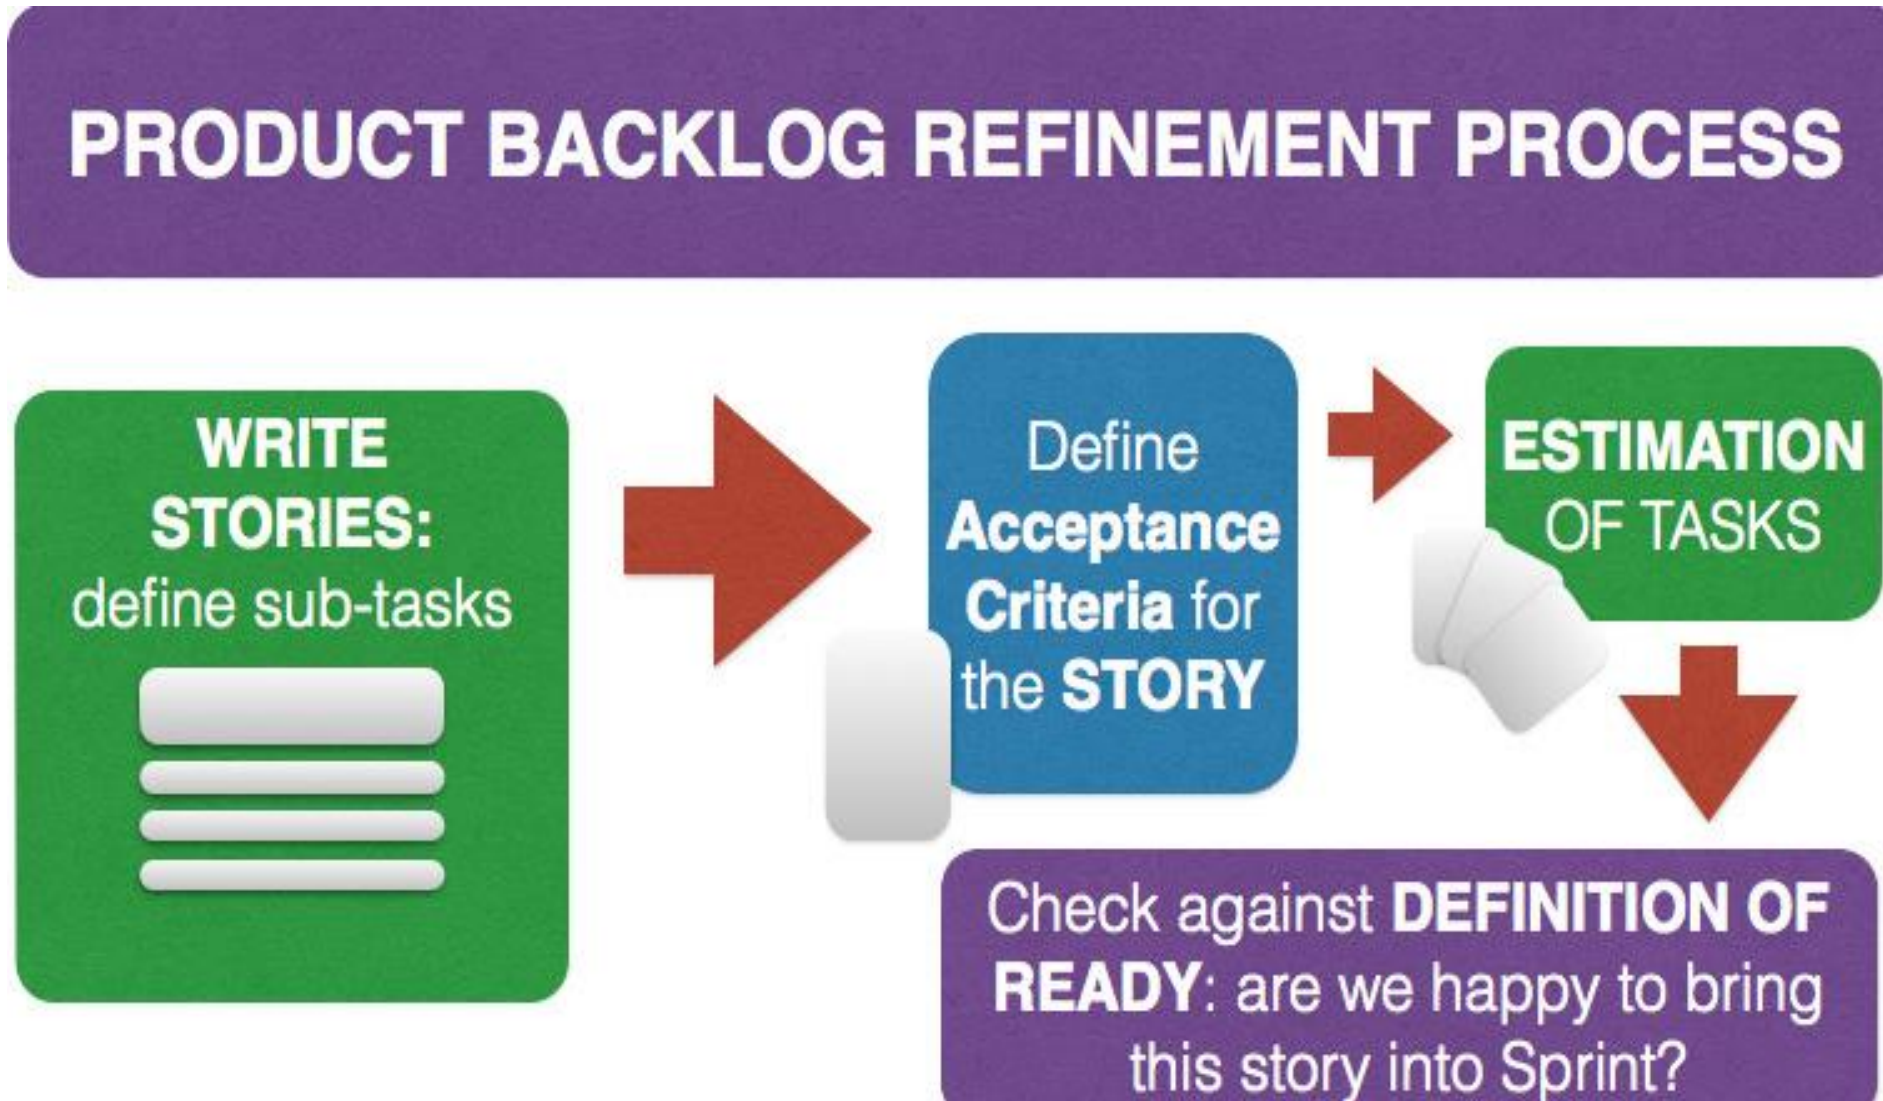 PRODUCT BACKLOG REFINEMENT PROCESS
WRITE
STORIES:
define sub-tasks
Define
Acceptance
Criteria for
the STORY
ESTIMATION
OF TASKS
Check against DEFINITION OF
READY: are we happy to bring
this story into Sprint?